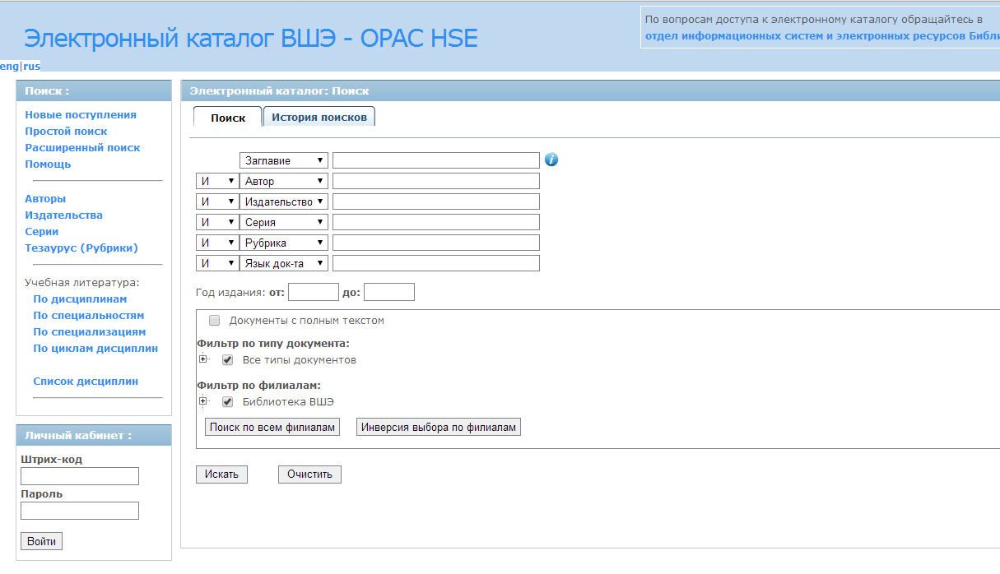 Электронный каталог ВШЭ - OPAC HSE
По вопросам доступа к электронному каталогу обращайтесь в
отдел информационных систем и электронных ресурсов
eng|rus
Поиск :
Новые поступления
Простой поиск
Расширенный поиск
Помощь
Авторы
Издательства
Серии
Тезаурус (Рубрики)
Учебная литература:
По дисциплинам
По специальностям
По специализациям
По циклам дисциплин
Список дисциплин
Личный кабинет :
Штрих-код
Пароль
Войти
Электронный каталог: Поиск
Поиск История поисков
Заглавие
И Автор
И Издательство
И Серия
И Рубрика
И Язык док-та
Год издания: от: до:
Документы с полным текстом
Фильтр по типу документа:
Все типы документов
Фильтр по филиалам:
Библиотека ВШЭ
Поиск по всем филиалам Инверсия выбора по филиалам
Искать Очистить